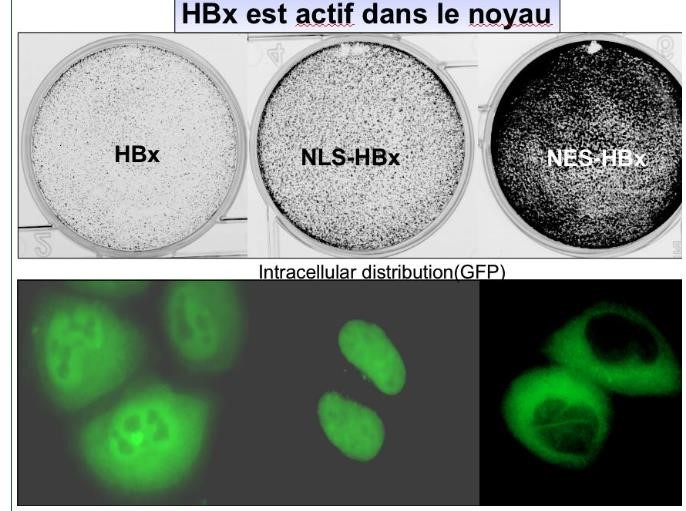 HBx est actif dans le noyau
HBx
NLS-HBx
NES-HBx
Intracellular distribution(GFP)